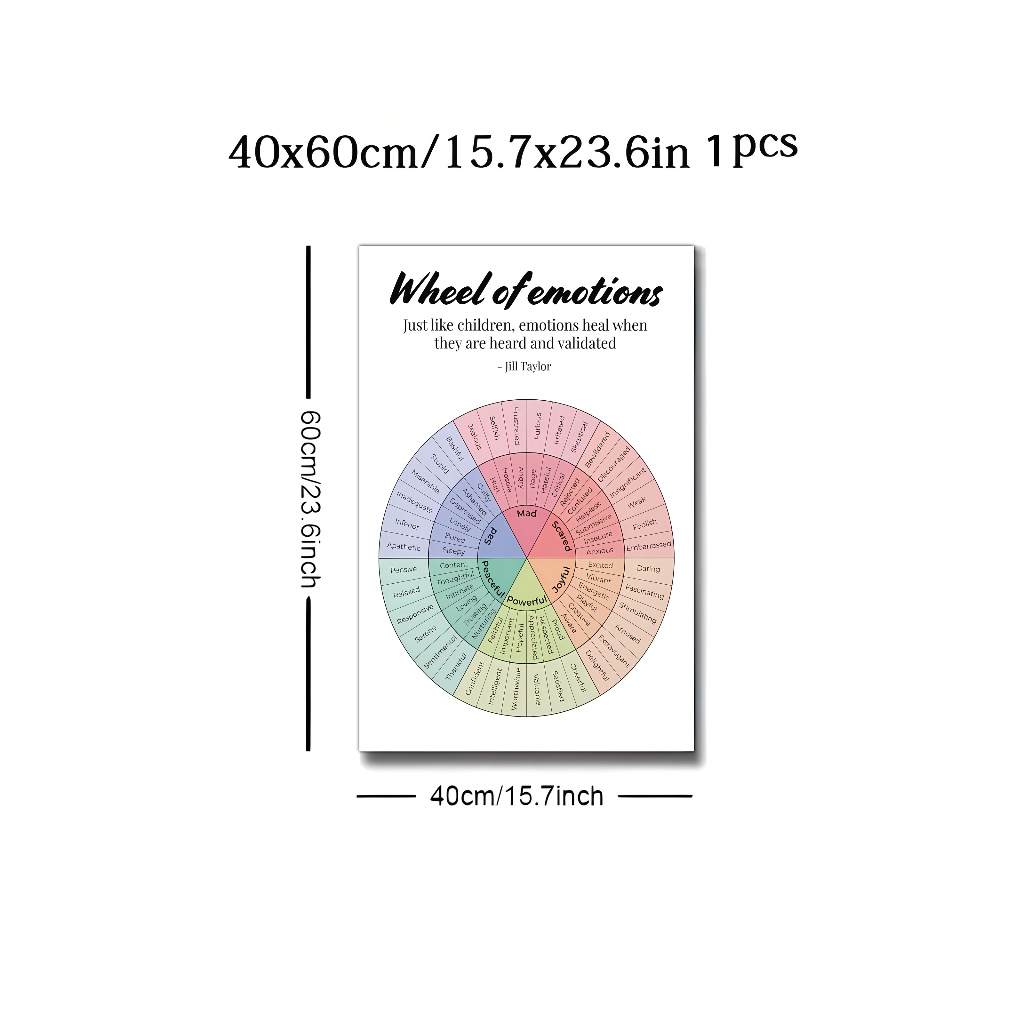 40x60cm/15.7x23.6in 1pcs
Wheel of emotions
Just like children, emotions heal when
they are heard and validated
- Jill Taylor
Mad
Scared
Joyful
Powerful
Peaceful
Sad
Hurt
Hostile
Angry
Rage
Hateful
Critical
Rejected
Confused
Helpless
Submissive
Insecure
Anxious
Excited
Energetic
Playful
Creative
Aware
Proud
Respected
Appreciated
Hopeful
Important
Faithful
Nurturing
Trusting
Loving
Intimate
Thoughtful
Content
Sleepy
Bored
Lonely
Depressed
Ashamed
Guilty
Jealous
Selfish
Furious
Irritated
Skeptical
Bewildered
Discouraged
Insignificant
Weak
Foolish
Embarrassed
Daring
Fascinating
Stimulating
Amused
Extravagant
Delightful
Cheerful
Satisfied
Worthwhile
Intelligent
Confident
Thankful
Sentimental
Serene
Responsive
Relaxed
Pensive
Apathetic
Inferior
Inadequate
Miserable
Stupid
Bashful
60cm/23.6inch
40cm/15.7inch